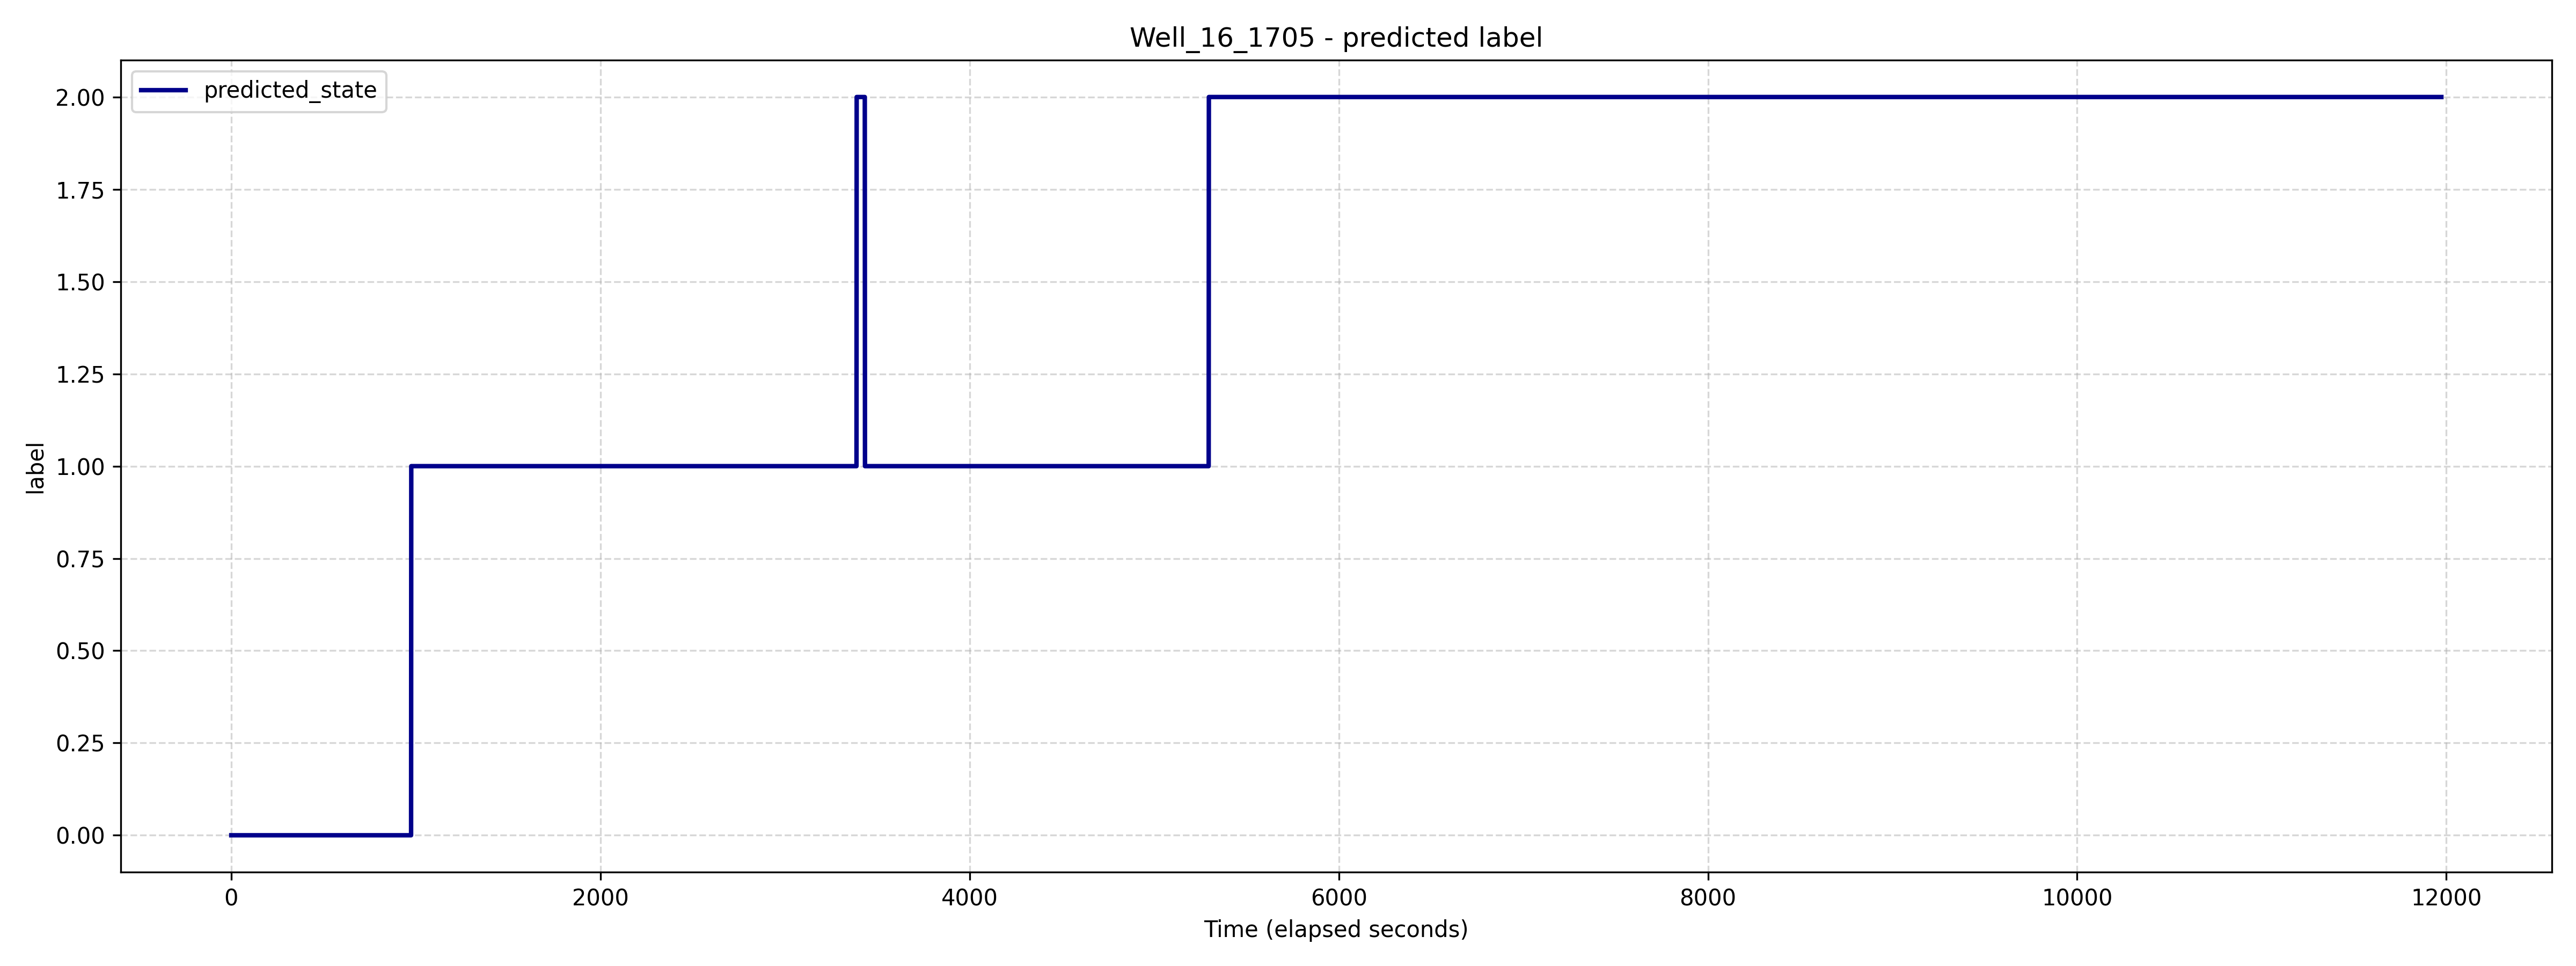 Well_16_1705 - predicted label
predicted_state
2.00
1.75
1.50
1.25
1.00
0.75
0.50
0.25
0.00
label
0 2000 4000 6000 8000 10000 12000
Time (elapsed seconds)